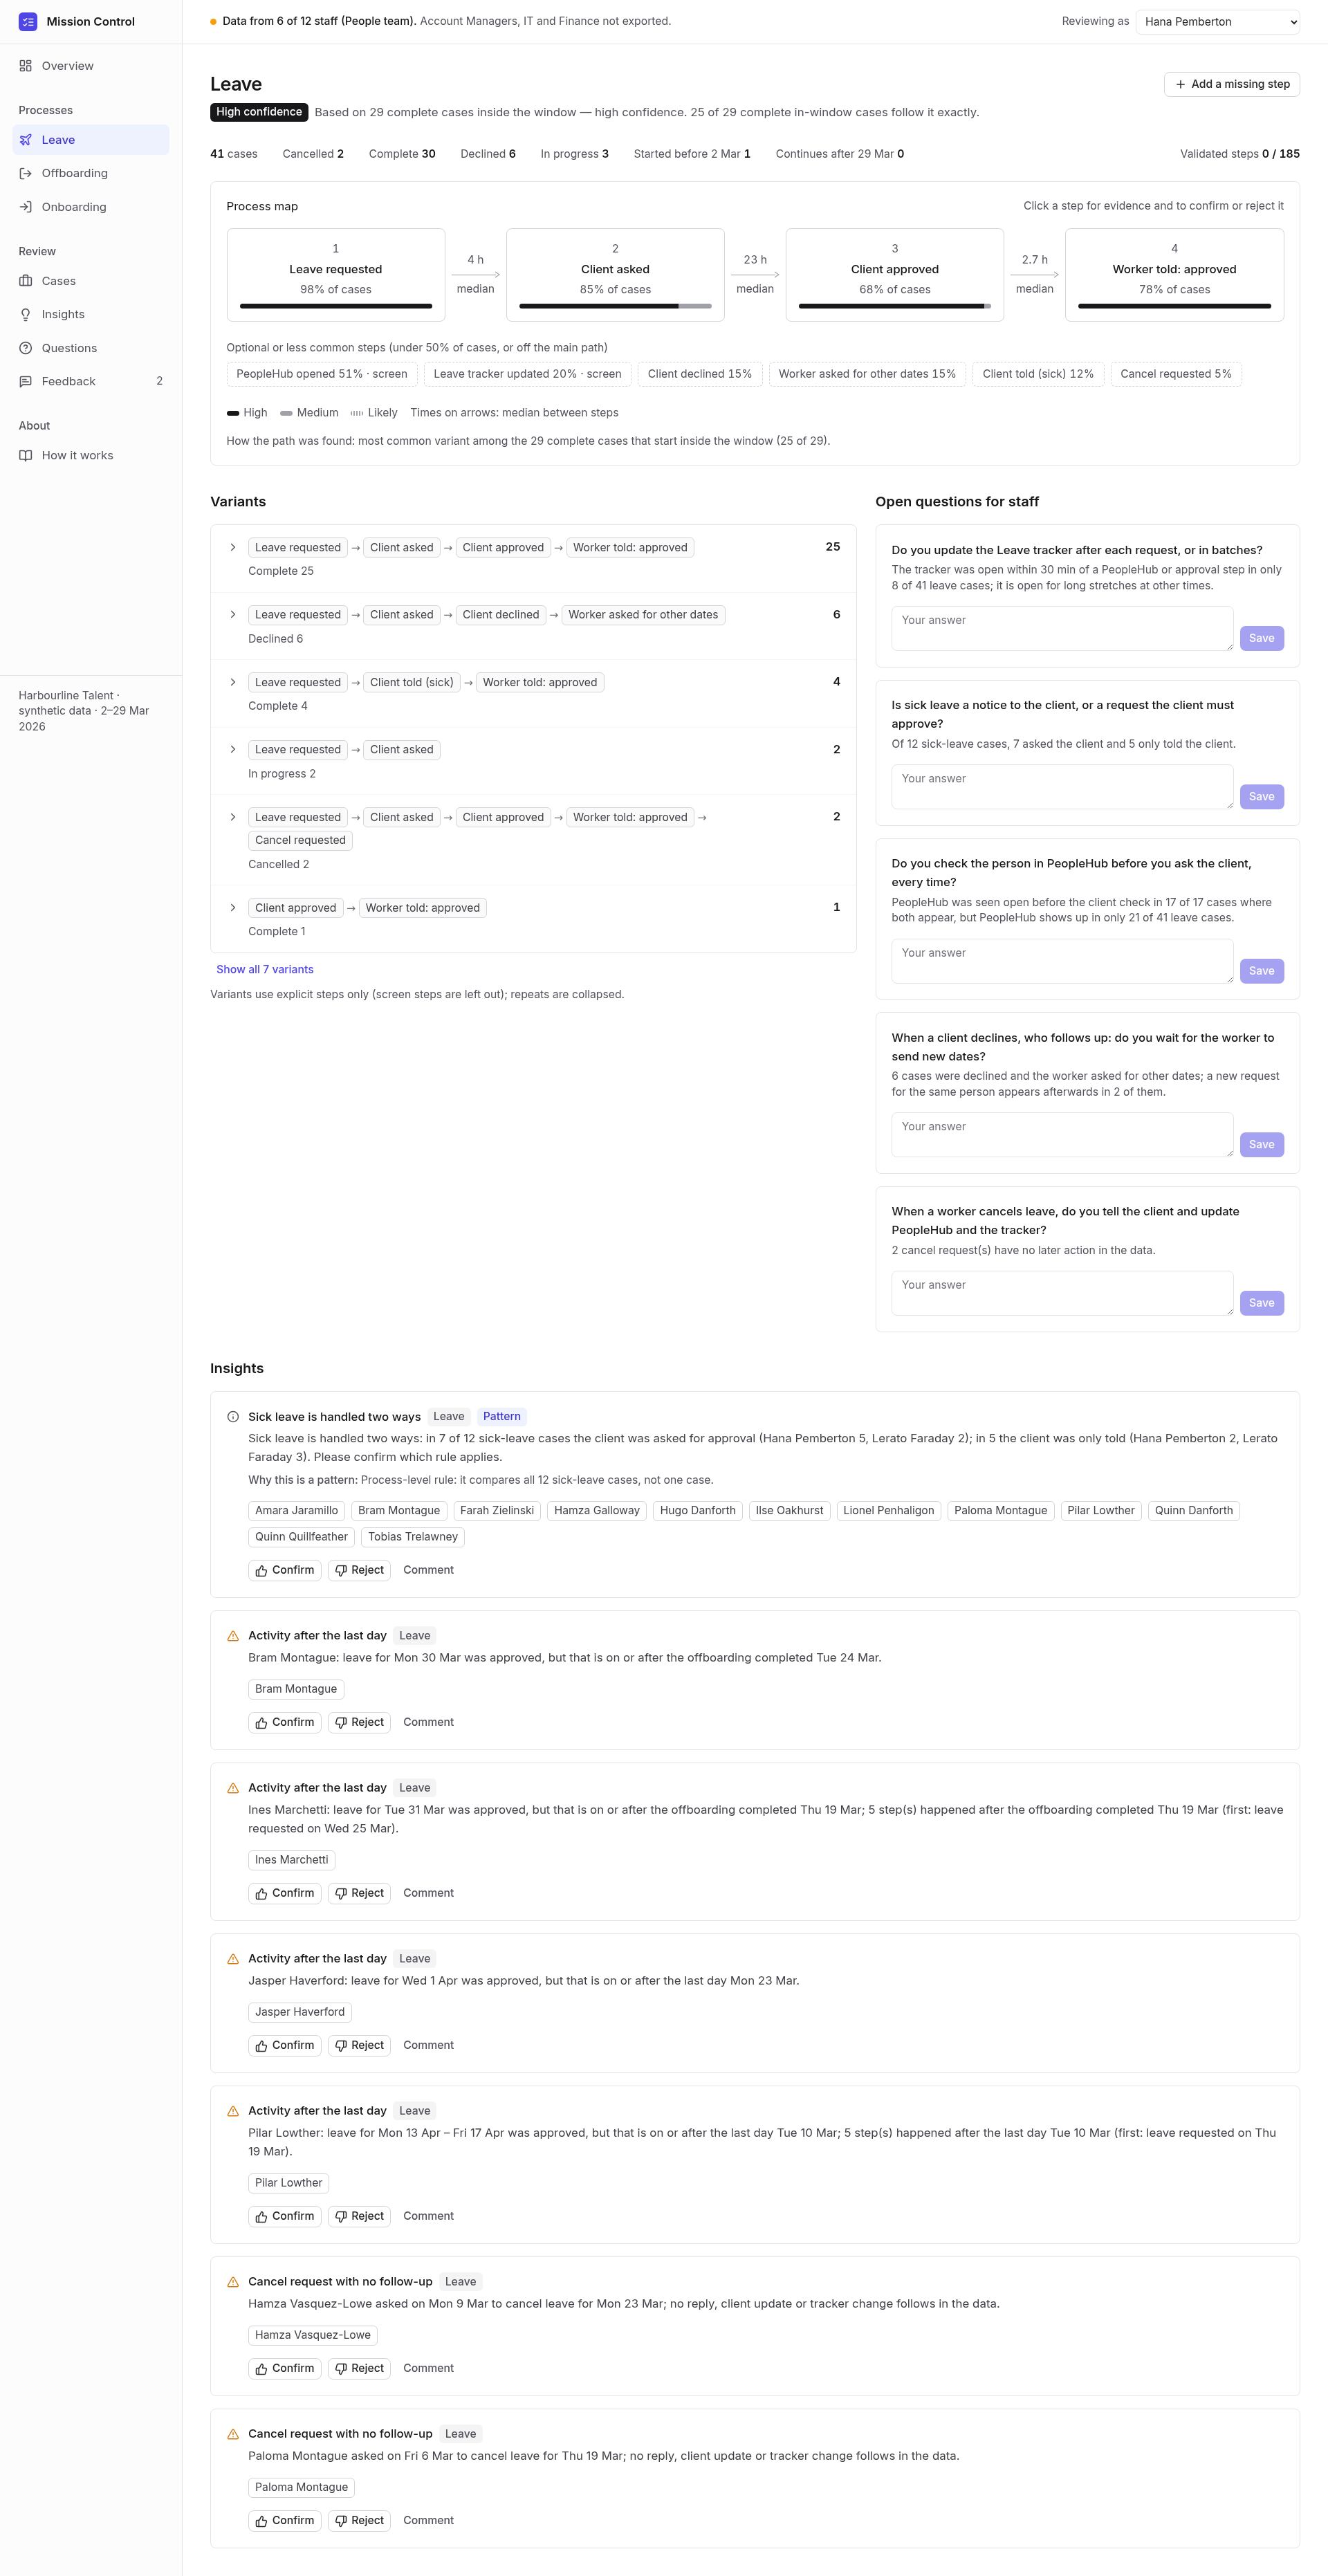 Mission Control
Data from 6 of 12 staff (People team). Account Managers, IT and Finance not exported.
Reviewing as
Hana Pemberton
Overview
Processes
Leave
Offboarding
Onboarding
Review
Cases
Insights
Questions
Feedback 2
About
How it works
Harbourline Talent ·
synthetic data · 2–29 Mar
2026
Leave
Add a missing step
High confidence Based on 29 complete cases inside the window — high confidence. 25 of 29 complete in-window cases follow it exactly.
41 cases Cancelled 2 Complete 30 Declined 6 In progress 3 Started before 2 Mar 1 Continues after 29 Mar 0 Validated steps 0 / 185
Process map
Click a step for evidence and to confirm or reject it
1
Leave requested
98% of cases
4 h
median
2
Client asked
85% of cases
23 h
median
3
Client approved
68% of cases
2.7 h
median
4
Worker told: approved
78% of cases
Optional or less common steps (under 50% of cases, or off the main path)
PeopleHub opened 51% · screen Leave tracker updated 20% · screen Client declined 15% Worker asked for other dates 15% Client told (sick) 12% Cancel requested 5%
High Medium Likely Times on arrows: median between steps
How the path was found: most common variant among the 29 complete cases that start inside the window (25 of 29).
Variants
Leave requested → Client asked → Client approved → Worker told: approved 25
Complete 25
Leave requested → Client asked → Client declined → Worker asked for other dates 6
Declined 6
Leave requested → Client told (sick) → Worker told: approved 4
Complete 4
Leave requested → Client asked 2
In progress 2
Leave requested → Client asked → Client approved → Worker told: approved → 2
Cancel requested
Cancelled 2
Client approved → Worker told: approved 1
Complete 1
Show all 7 variants
Variants use explicit steps only (screen steps are left out); repeats are collapsed.
Open questions for staff
Do you update the Leave tracker after each request, or in batches?
The tracker was open within 30 min of a PeopleHub or approval step in only
8 of 41 leave cases; it is open for long stretches at other times.
Your answer
Save
Is sick leave a notice to the client, or a request the client must
approve?
Of 12 sick-leave cases, 7 asked the client and 5 only told the client.
Your answer
Save
Do you check the person in PeopleHub before you ask the client,
every time?
PeopleHub was seen open before the client check in 17 of 17 cases where
both appear, but PeopleHub shows up in only 21 of 41 leave cases.
Your answer
Save
When a client declines, who follows up: do you wait for the worker to
send new dates?
6 cases were declined and the worker asked for other dates; a new request
for the same person appears afterwards in 2 of them.
Your answer
Save
When a worker cancels leave, do you tell the client and update
PeopleHub and the tracker?
2 cancel request(s) have no later action in the data.
Your answer
Save
Insights
Sick leave is handled two ways Leave Pattern
Sick leave is handled two ways: in 7 of 12 sick-leave cases the client was asked for approval (Hana Pemberton 5, Lerato Faraday 2); in 5 the client was only told (Hana Pemberton 2, Lerato
Faraday 3). Please confirm which rule applies.
Why this is a pattern: Process-level rule: it compares all 12 sick-leave cases, not one case.
Amara Jaramillo Bram Montague Farah Zielinski Hamza Galloway Hugo Danforth Ilse Oakhurst Lionel Penhaligon Paloma Montague Pilar Lowther Quinn Danforth
Quinn Quillfeather Tobias Trelawney
Confirm Reject Comment
Activity after the last day Leave
Bram Montague: leave for Mon 30 Mar was approved, but that is on or after the offboarding completed Tue 24 Mar.
Bram Montague
Confirm Reject Comment
Activity after the last day Leave
Ines Marchetti: leave for Tue 31 Mar was approved, but that is on or after the offboarding completed Thu 19 Mar; 5 step(s) happened after the offboarding completed Thu 19 Mar (first: leave
requested on Wed 25 Mar).
Ines Marchetti
Confirm Reject Comment
Activity after the last day Leave
Jasper Haverford: leave for Wed 1 Apr was approved, but that is on or after the last day Mon 23 Mar.
Jasper Haverford
Confirm Reject Comment
Activity after the last day Leave
Pilar Lowther: leave for Mon 13 Apr – Fri 17 Apr was approved, but that is on or after the last day Tue 10 Mar; 5 step(s) happened after the last day Tue 10 Mar (first: leave requested on Thu
19 Mar).
Pilar Lowther
Confirm Reject Comment
Cancel request with no follow-up Leave
Hamza Vasquez-Lowe asked on Mon 9 Mar to cancel leave for Mon 23 Mar; no reply, client update or tracker change follows in the data.
Hamza Vasquez-Lowe
Confirm Reject Comment
Cancel request with no follow-up Leave
Paloma Montague asked on Fri 6 Mar to cancel leave for Thu 19 Mar; no reply, client update or tracker change follows in the data.
Paloma Montague
Confirm Reject Comment